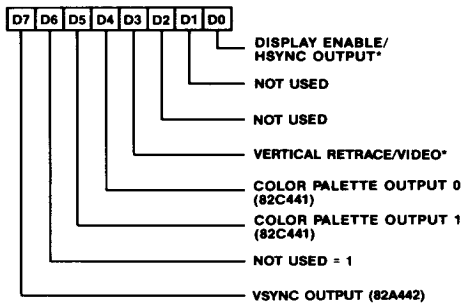 D7 D6 D5 D4 D3 D2 D1 D0
DISPLAY ENABLE/
HSYNC OUTPUT*
NOT USED
NOT USED
VERTICAL RETRACE/VIDEO*
COLOR PALETTE OUTPUT 0
(82C441)
COLOR PALETTE OUTPUT 1
(82C441)
NOT USED = 1
VSYNC OUTPUT (82A442)